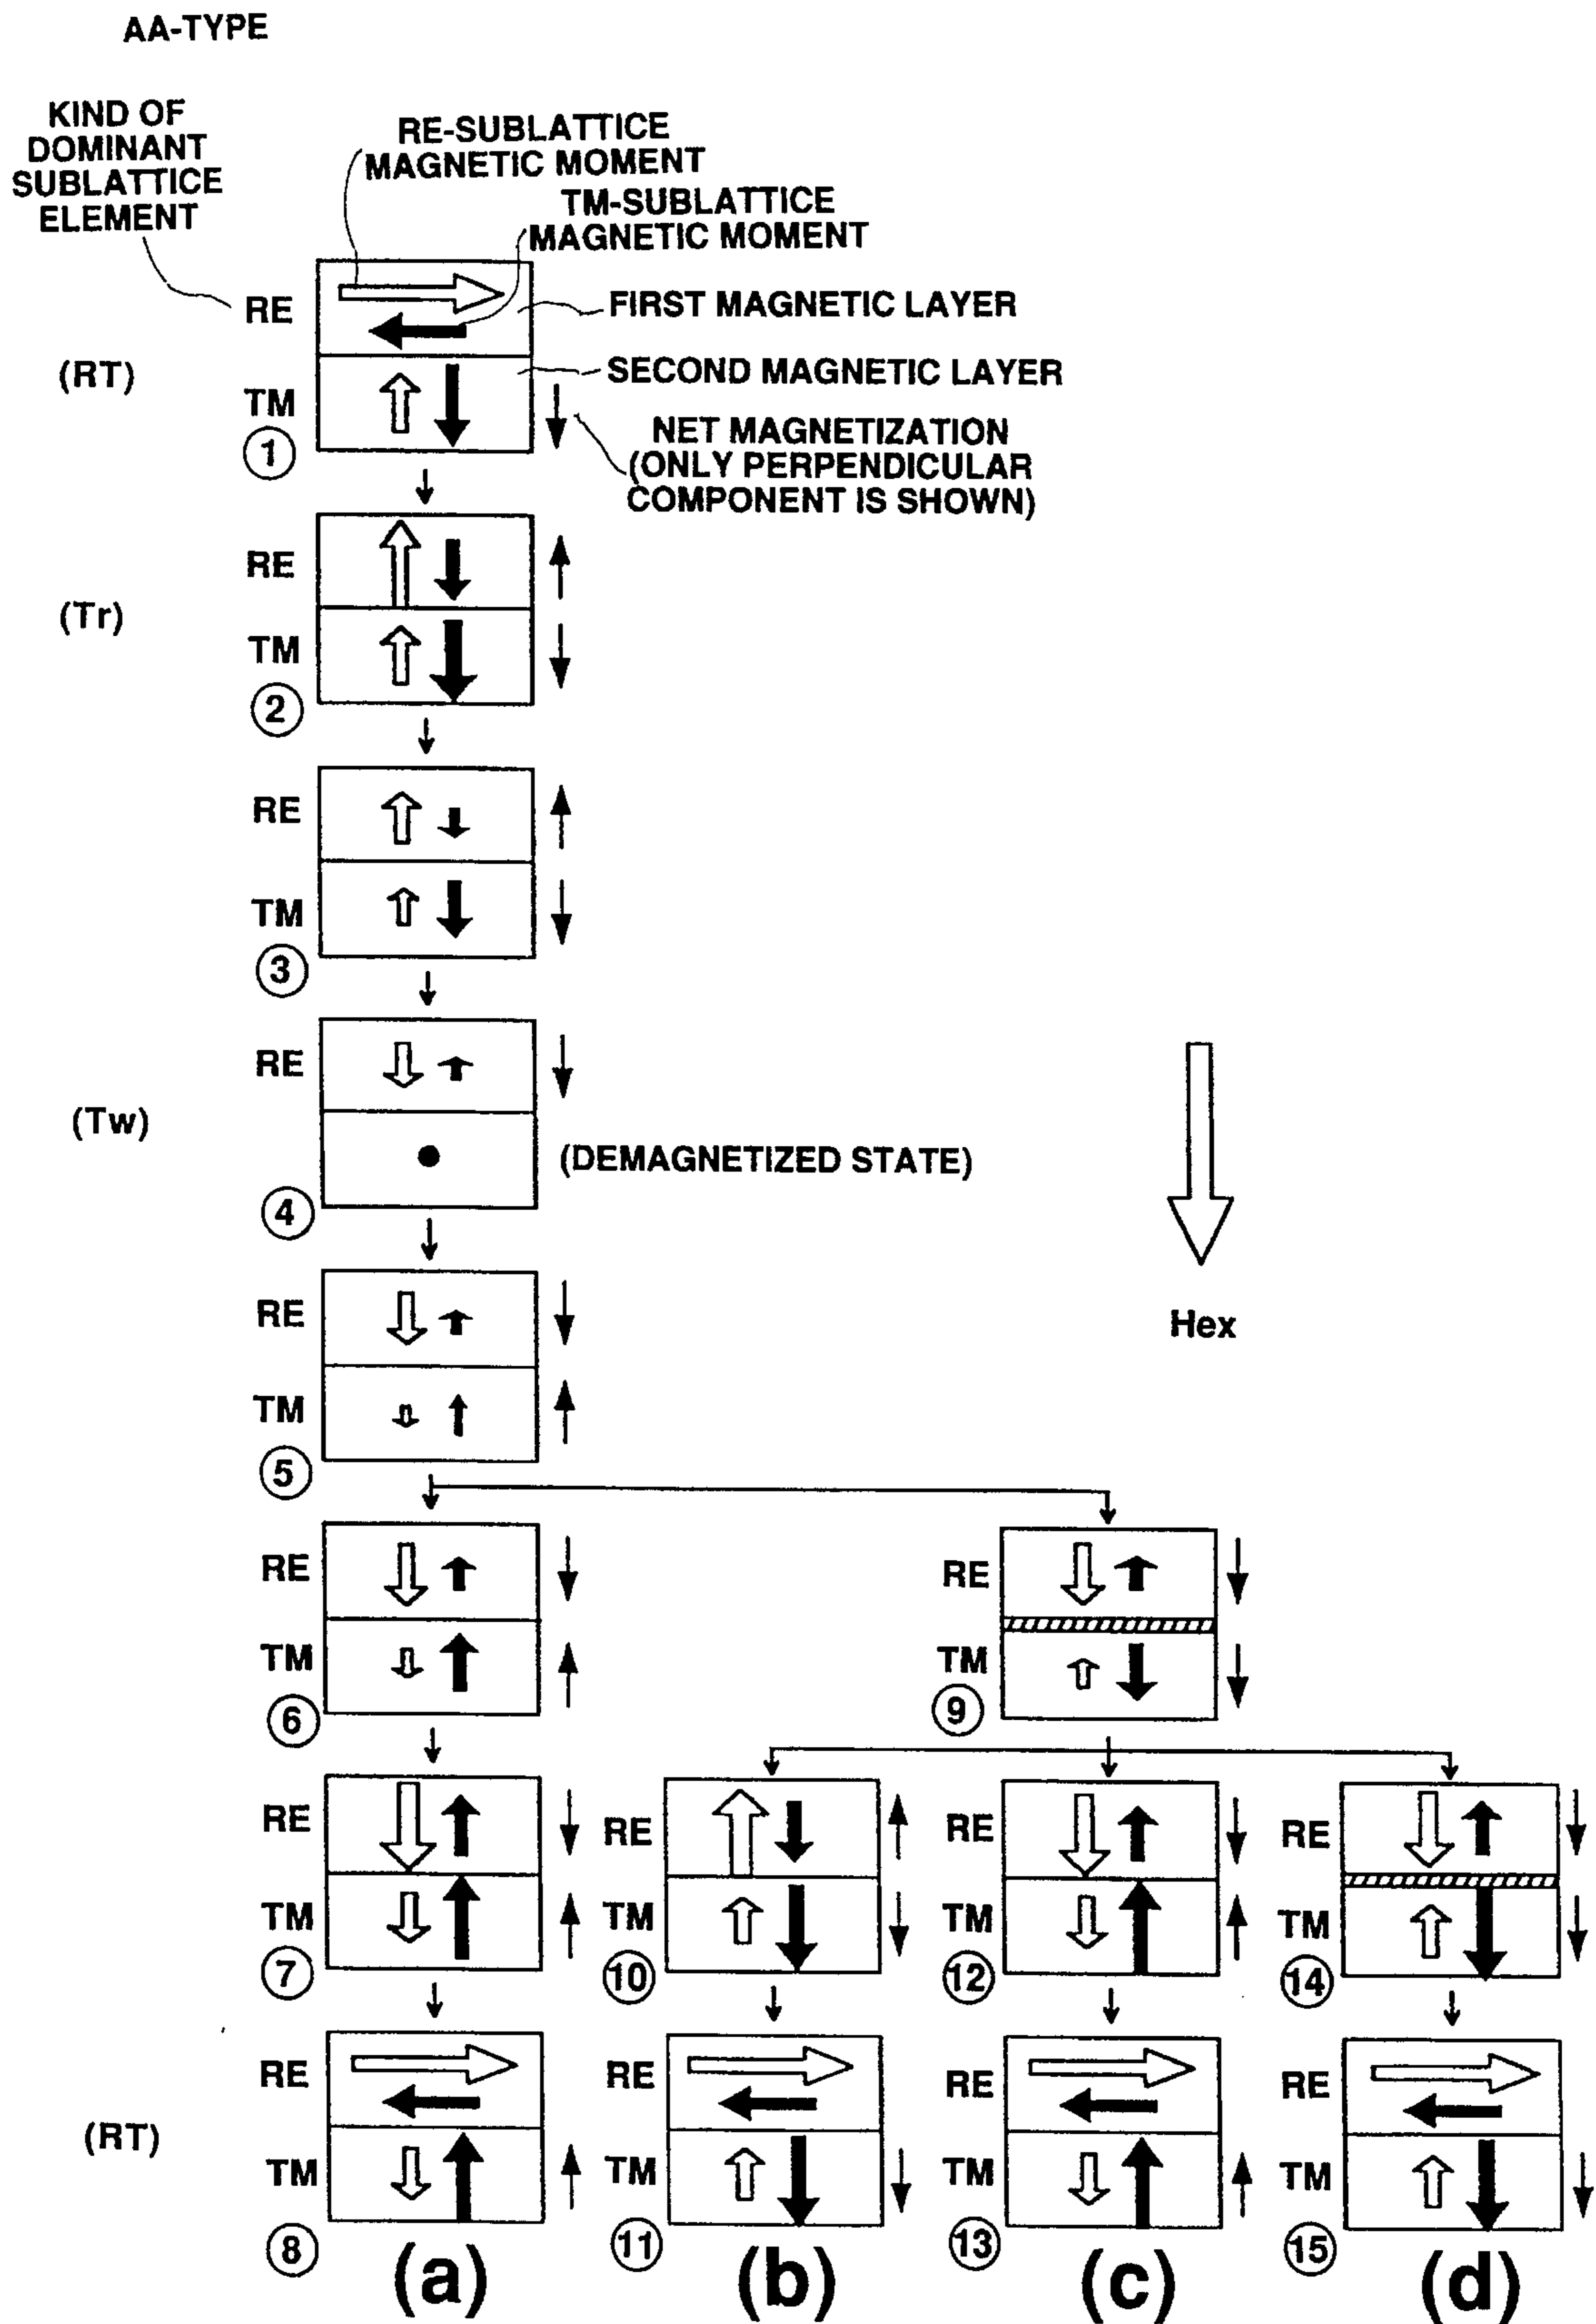 AA-TYPE
KIND OF
DOMINANT
SUBLATTICE
ELEMENT
RE-SUBLATTICE
MAGNETIC MOMENT
TM-SUBLATTICE
MAGNETIC MOMENT
RE
FIRST MAGNETIC LAYER
(RT)
SECOND MAGNETIC LAYER
TM
1
NET MAGNETIZATION
(ONLY PERPENDICULAR
COMPONENT IS SHOWN)
RE
(Tr)
TM
2
RE
TM
3
RE
(Tw)
(DEMAGNETIZED STATE)
4
RE
Hex
TM
5
RE
TM
6
RE
TM
9
RE
TM
7
RE
TM
10
RE
TM
12
RE
TM
14
(RT)
RE
TM
8
RE
TM
11
RE
TM
13
RE
TM
15
(a)
(b)
(c)
(d)